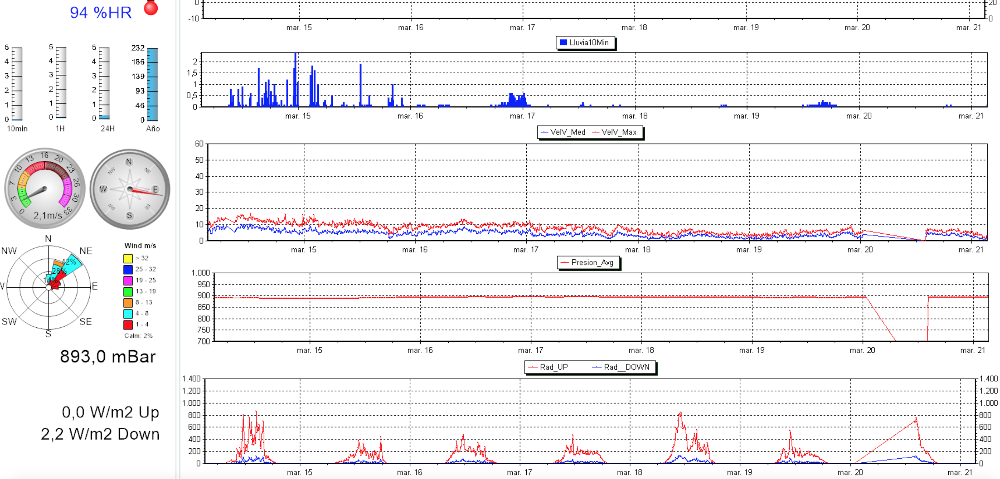 94 %HR
0 20
-10 0
mar. 15 mar. 16 mar. 17 mar. 18 mar. 19 mar. 20 mar. 21
5 4 3 2 1 0
10min
5 4 3 2 1 0
1H
5 4 3 2 1 0
24H
232 186 139 93 46 0
Año
Lluvia10Min
2
1,5
1
0,5
0
mar. 15 mar. 16 mar. 17 mar. 18 mar. 19 mar. 20 mar. 21
0 3 7 10 13 16 20 23 26 30 33
2,1m/s
N NE E SE S SW W NW
VelV_Med VelV_Max
60
50
40
30
20
10
0
mar. 15 mar. 16 mar. 17 mar. 18 mar. 19 mar. 20 mar. 21
N
NW NE
42%
28%
W E
SW SE
S
Wind m/s
> 32
25 - 32
19 - 25
13 - 19
8 - 13
4 - 8
1 - 4
Calm: 2%
Presion_Avg
1.000
950
900
850
800
750
700
mar. 15 mar. 16 mar. 17 mar. 18 mar. 19 mar. 20 mar. 21
893,0 mBar
0,0 W/m2 Up
2,2 W/m2 Down
Rad_UP Rad__DOWN
1.400 1.400
1.200 1.200
1.000 1.000
800 800
600 600
400 400
200 200
0 0
mar. 15 mar. 16 mar. 17 mar. 18 mar. 19 mar. 20 mar. 21